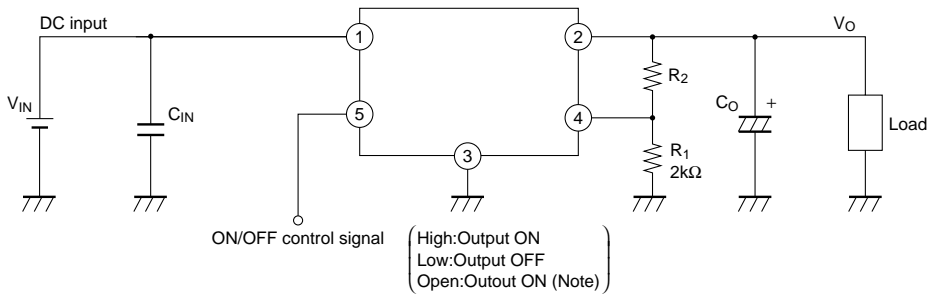 DC input
1
2
V_O
V_IN
C_IN
5
4
3
R_2
R_1
2kΩ
C_O
+
Load
ON/OFF control signal
High:Output ON
Low:Output OFF
Open:Outout ON (Note)